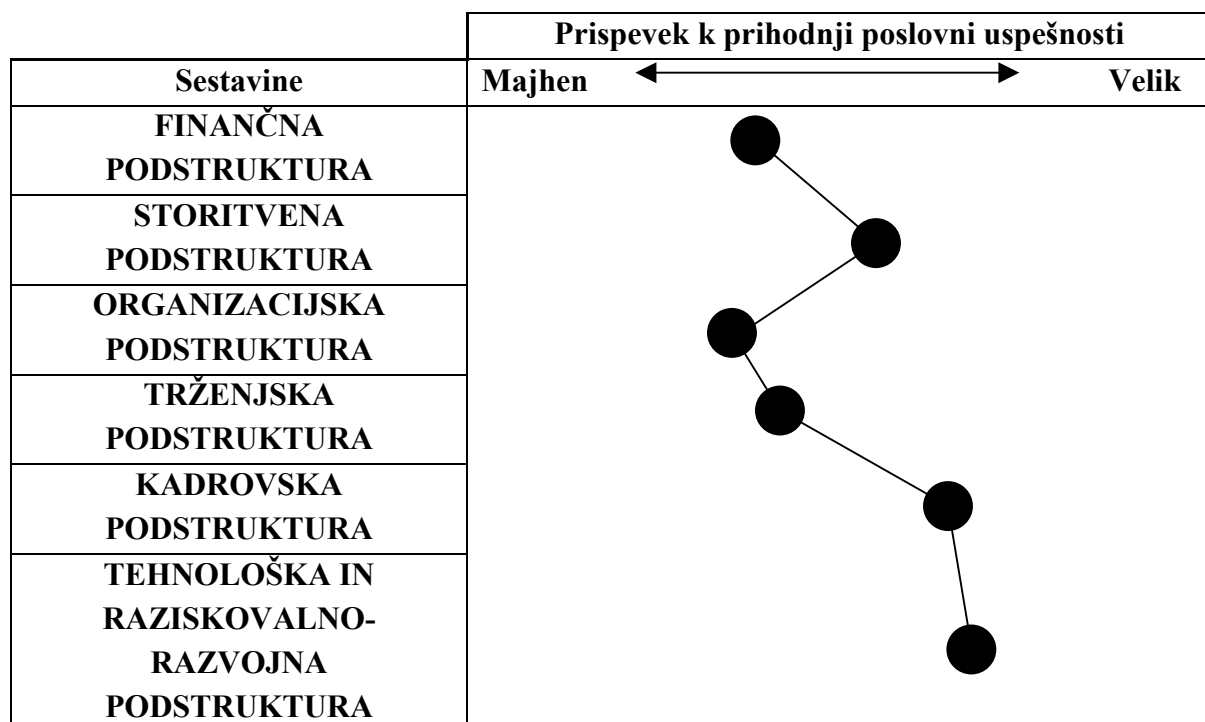 Prispevek k prihodnji poslovni uspešnosti
Sestavine Majhen Velik
FINANČNA
PODSTRUKTURA
STORITVENA
PODSTRUKTURA
ORGANIZACIJSKA
PODSTRUKTURA
TRŽENJSKA
PODSTRUKTURA
KADROVSKA
PODSTRUKTURA
TEHNOLOŠKA IN
RAZISKOVALNO-
RAZVOJNA
PODSTRUKTURA